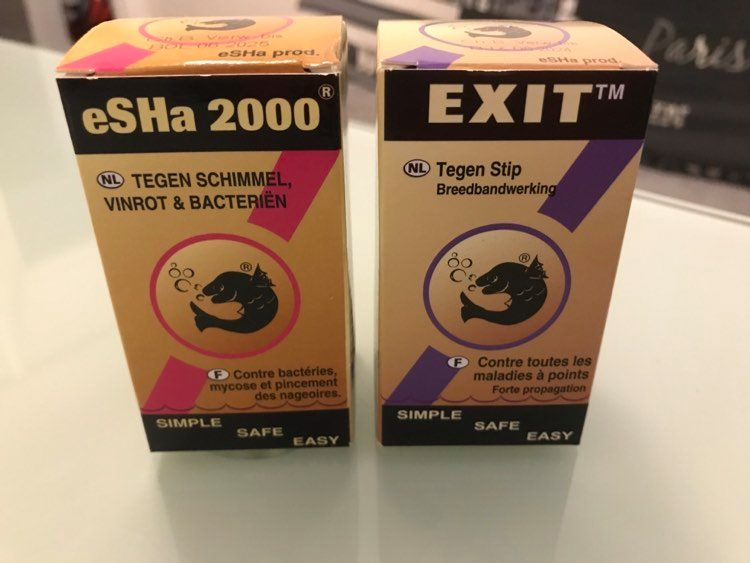 eSHa prod.
eSHa 2000®
NL TEGEN SCHIMMEL,
VINROT & BACTERIËN
®
F Contre bactéries,
mycose et pincement
des nageoires.
SIMPLE
SAFE
EASY
eSHa prod.
EXIT™
NL Tegen Stip
Breedbandwerking
®
F Contre toutes les
maladies à points
Forte propagation
SIMPLE
SAFE
EASY
Paris